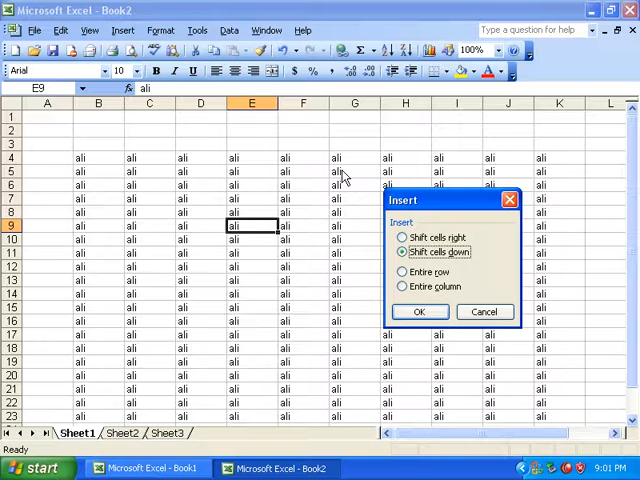 Microsoft Excel - Book2
File Edit View Insert Format Tools Data Window Help Type a question for help
100%
Arial 10 B I U $ % ,
E9 fx ali
A B C D E F G H I J K L
1
2
3
4 ali ali ali ali ali ali ali ali ali ali
5 ali ali ali ali ali ali
6 ali ali ali ali ali ali ali ali ali ali
7 ali ali ali ali ali ali ali
8 ali ali ali ali ali ali ali
9 ali ali ali ali ali ali ali
10 ali ali ali ali ali ali ali
11 ali ali ali ali ali ali ali
12 ali ali ali ali ali ali ali
13 ali ali ali ali ali ali ali
14 ali ali ali ali ali ali ali
15 ali ali ali ali ali ali ali
16 ali ali ali ali ali ali ali
17 ali ali ali ali ali ali ali ali ali ali
18 ali ali ali ali ali ali ali ali ali ali
19 ali ali ali ali ali ali ali ali ali ali
20 ali ali ali ali ali ali ali ali ali ali
21 ali ali ali ali ali ali ali ali ali ali
22 ali ali ali ali ali ali ali ali ali ali
23 ali ali ali ali ali ali ali ali ali ali
Insert
Insert
Shift cells right
Shift cells down
Entire row
Entire column
OK Cancel
Sheet1 Sheet2 Sheet3
Ready
start Microsoft Excel - Book1 Microsoft Excel - Book2 9:01 PM